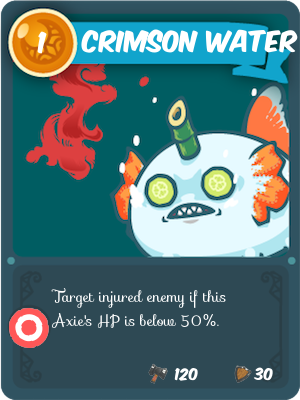 1 CRIMSON WATER
Target injured enemy if this
Axie's HP is below 50%.
120 30